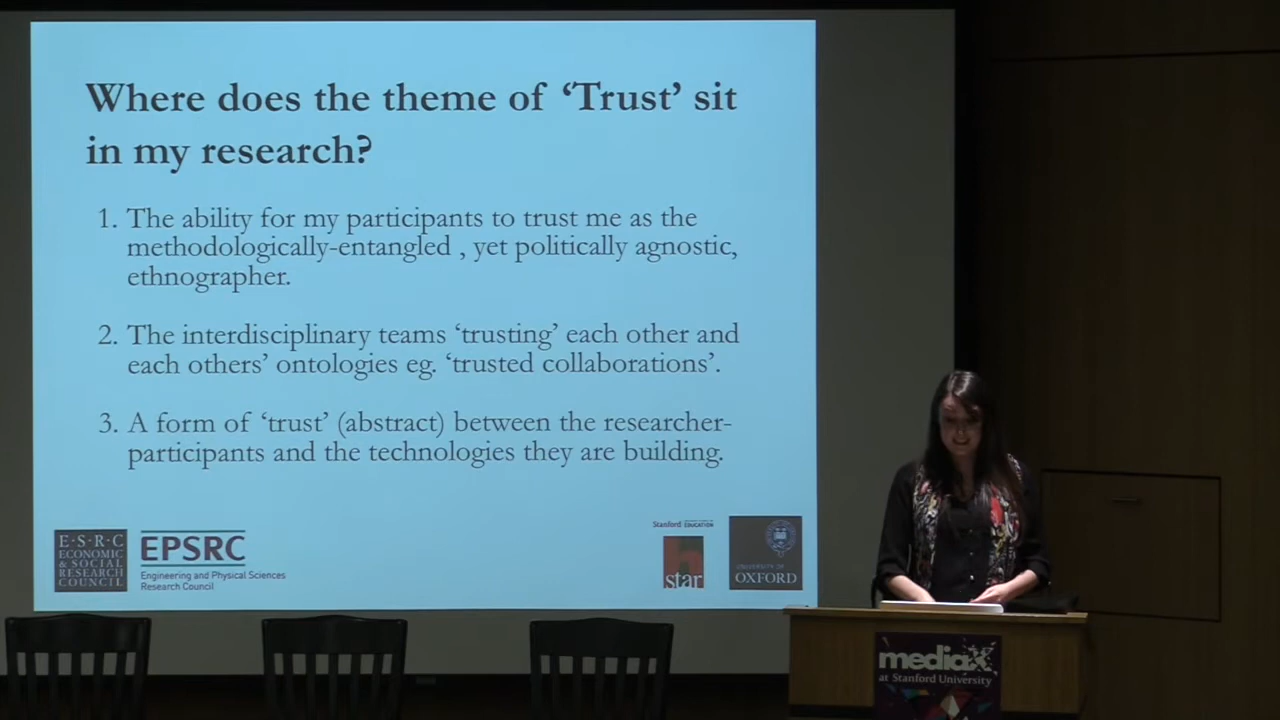 Where does the theme of ‘Trust’ sit
in my research?
1. The ability for my participants to trust me as the
methodologically-entangled , yet politically agnostic,
ethnographer.
2. The interdisciplinary teams ‘trusting’ each other and
each others’ ontologies eg. ‘trusted collaborations’.
3. A form of ‘trust’ (abstract) between the researcher-
participants and the technologies they are building.
E·S·R·C
ECONOMIC
& SOCIAL
RESEARCH
COUNCIL
EPSRC
Engineering and Physical Sciences
Research Council
Stanford
EDUCATION
star
UNIVERSITY OF
OXFORD
mediaX
at Stanford University